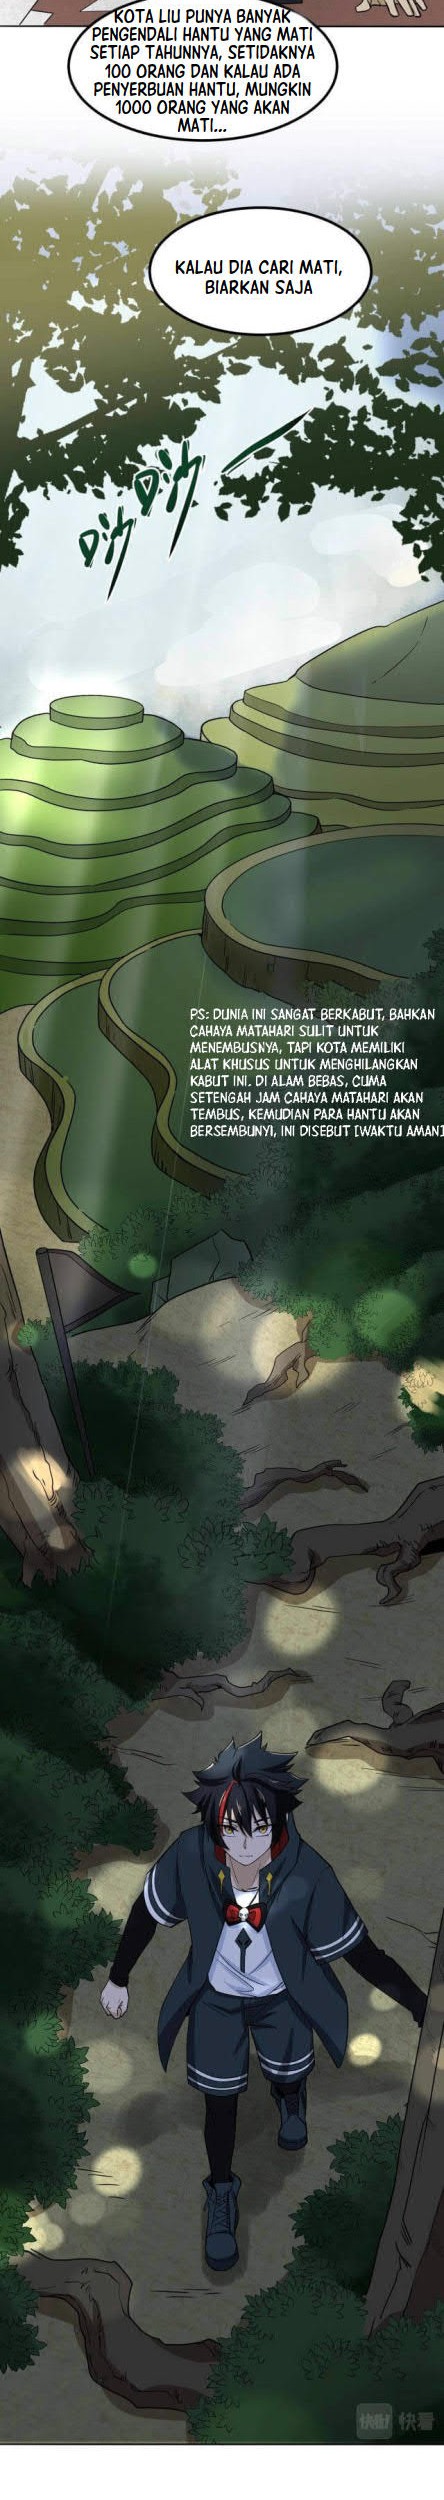 KOTA LIU PUNYA BANYAK
PENGENDALI HANTU YANG MATI
SETIAP TAHUNNYA, SETIDAKNYA
100 ORANG DAN KALAU ADA
PENYERBUAN HANTU, MUNGKIN
1000 ORANG YANG AKAN
MATI...
KALAU DIA CARI MATI,
BIARKAN SAJA
PS: DUNIA INI SANGAT BERKABUT, BAHKAN
CAHAYA MATAHARI SULIT UNTUK
MENEMBUSNYA, TAPI KOTA MEMILIKI
ALAT KHUSUS UNTUK MENGHILANGKAN
KABUT INI. DI ALAM BEBAS, CUMA
SETENGAH JAM CAHAYA MATAHARI AKAN
TEMBUS, KEMUDIAN PARA HANTU AKAN
BERSEMBUNYI, INI DISEBUT [WAKTU AMAN]
快看! 快看